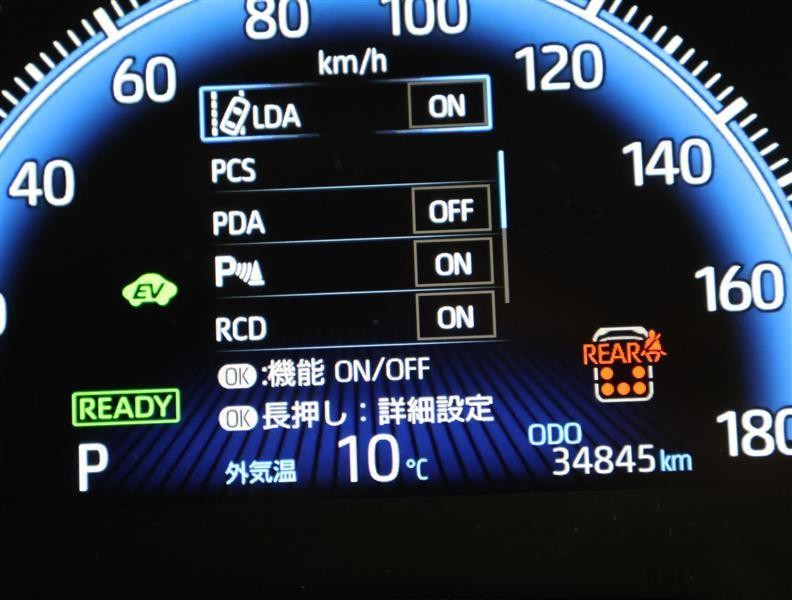 80 100
km/h
60 120
LDA ON
PCS
40 140
PDA OFF
P ON
EV 160
RCD ON
REAR
OK:機能 ON/OFF
READY
OK長押し：詳細設定
180
P 外気温 10℃
ODO
34845km